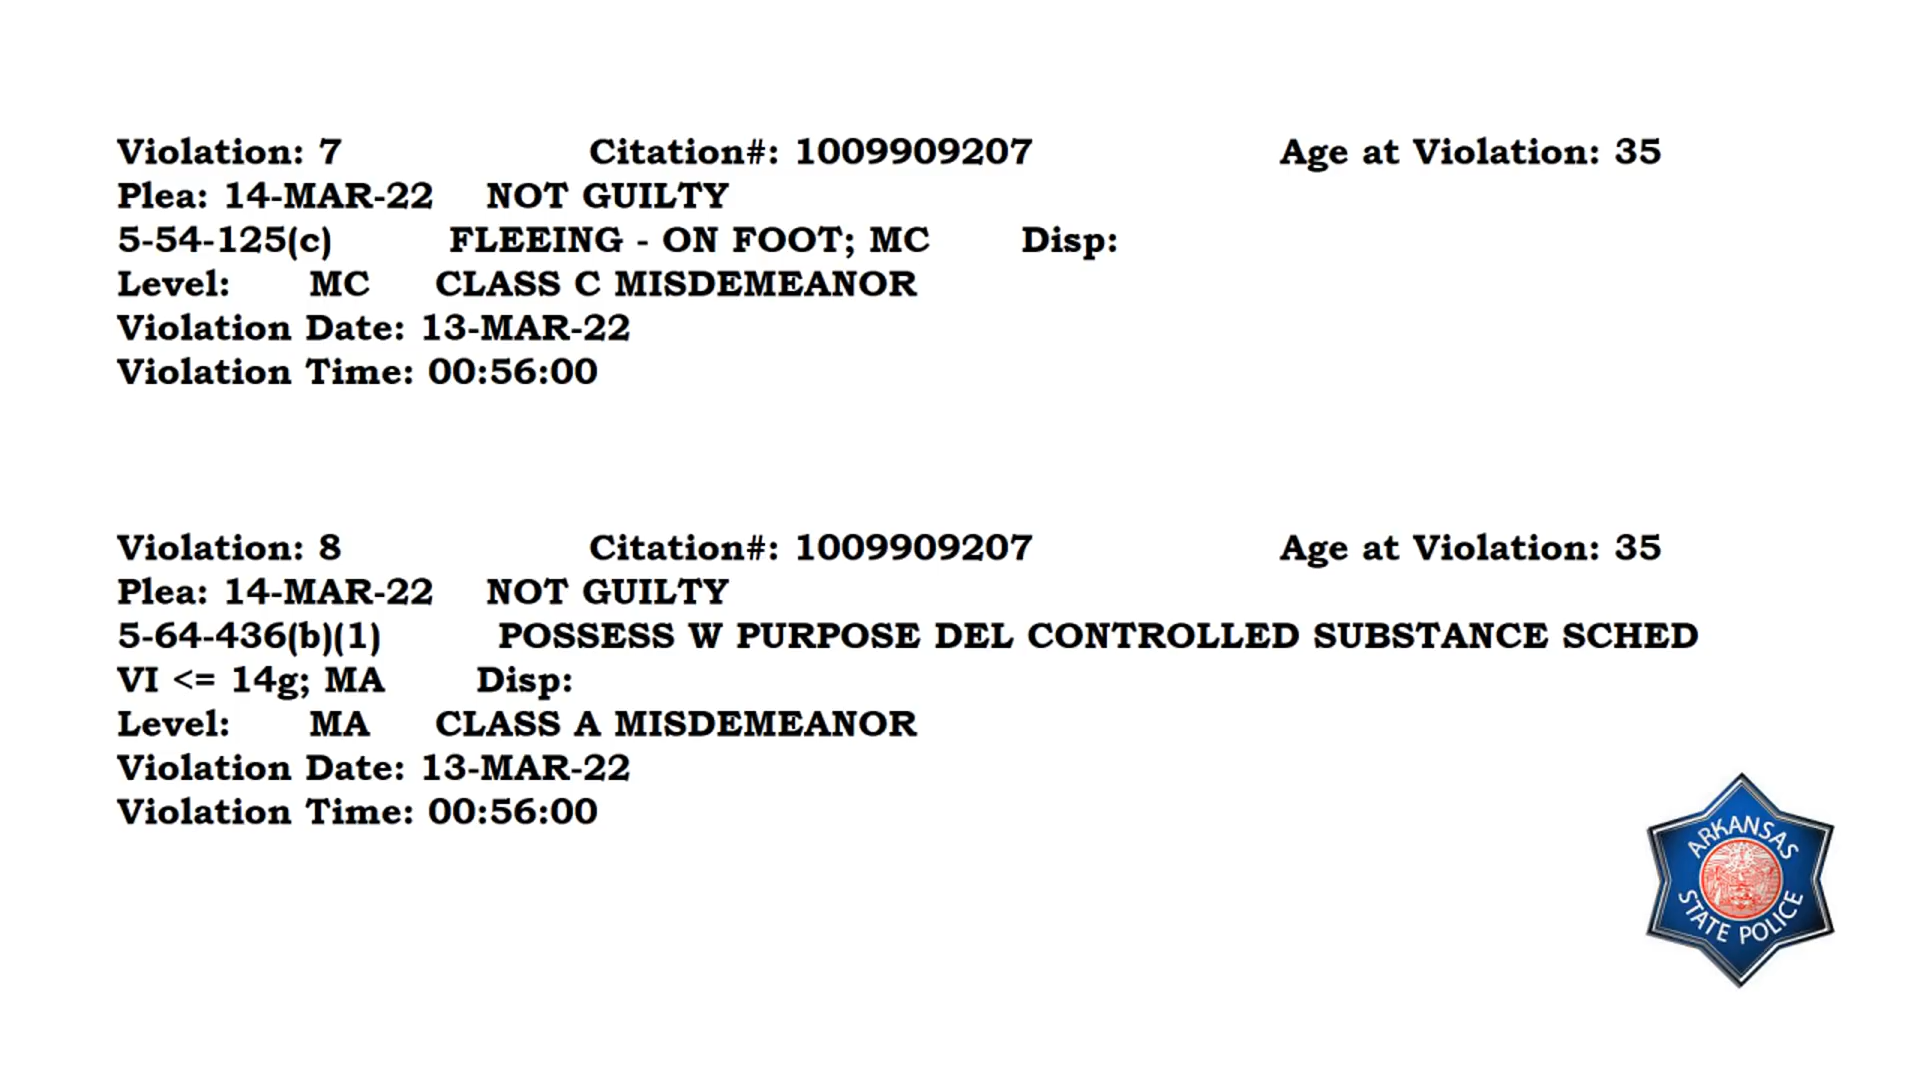 Violation: 7 Citation#: 1009909207 Age at Violation: 35
Plea: 14-MAR-22 NOT GUILTY
5-54-125(c) FLEEING - ON FOOT; MC Disp:
Level: MC CLASS C MISDEMEANOR
Violation Date: 13-MAR-22
Violation Time: 00:56:00
Violation: 8 Citation#: 1009909207 Age at Violation: 35
Plea: 14-MAR-22 NOT GUILTY
5-64-436(b)(1) POSSESS W PURPOSE DEL CONTROLLED SUBSTANCE SCHED
VI <= 14g; MA Disp:
Level: MA CLASS A MISDEMEANOR
Violation Date: 13-MAR-22
Violation Time: 00:56:00
ARKANSAS
STATE POLICE